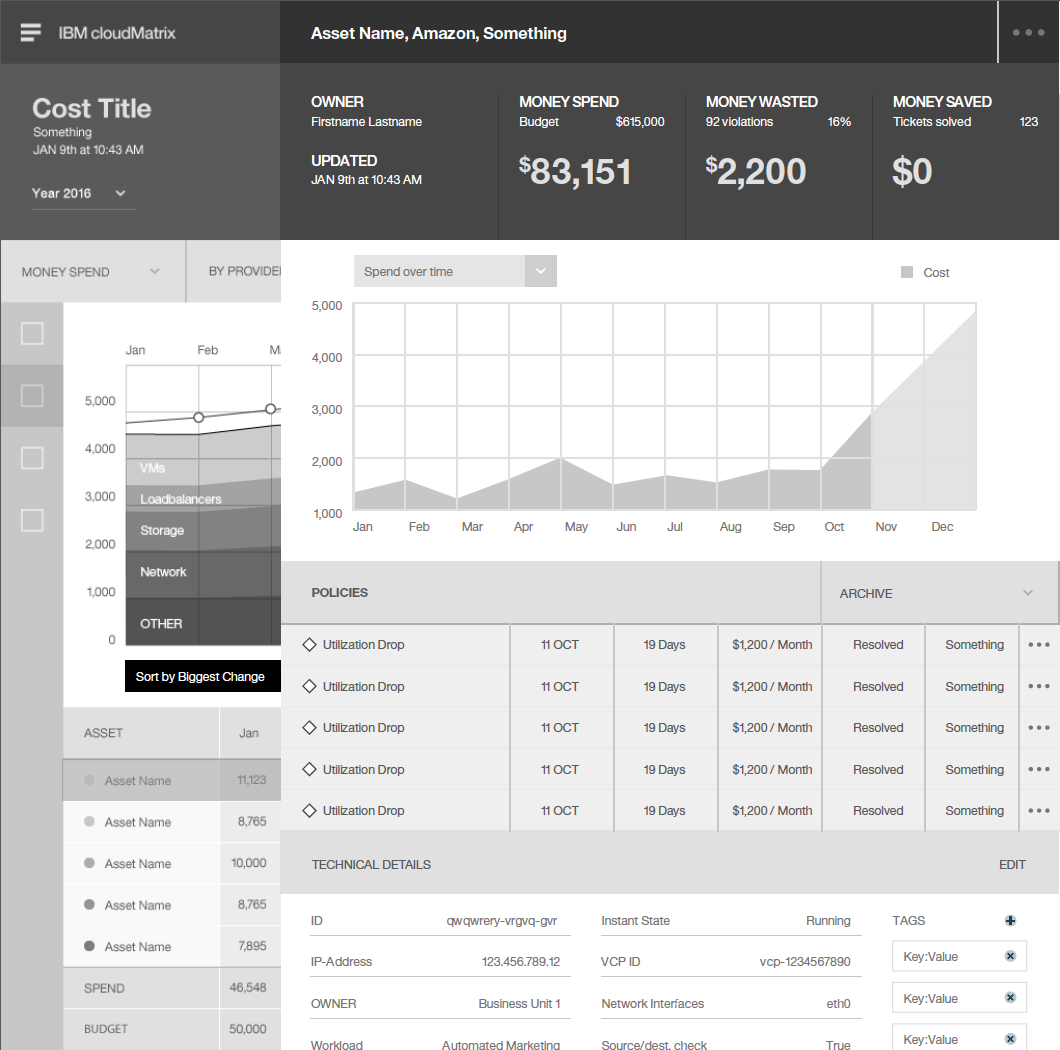 IBM cloudMatrix
Cost Title
Something
JAN 9th at 10:43 AM
Year 2016
MONEY SPEND
BY PROVIDE
Jan Feb
5,000
4,000
3,000
2,000
1,000
0
VMs
Loadbalancers
Storage
Network
OTHER
Sort by Biggest Change
ASSET Jan
Asset Name 11,123
Asset Name 8,765
Asset Name 10,000
Asset Name 8,765
Asset Name 7,895
SPEND 46,548
BUDGET 50,000
Asset Name, Amazon, Something
OWNER
Firstname Lastname
UPDATED
JAN 9th at 10:43 AM
MONEY SPEND
Budget $615,000
$83,151
MONEY WASTED
92 violations 16%
$2,200
MONEY SAVED
Tickets solved 123
$0
Spend over time
Cost
5,000
4,000
3,000
2,000
1,000
Jan Feb Mar Apr May Jun Jul Aug Sep Oct Nov Dec
POLICIES
ARCHIVE
Utilization Drop 11 OCT 19 Days $1,200 / Month Resolved Something
Utilization Drop 11 OCT 19 Days $1,200 / Month Resolved Something
Utilization Drop 11 OCT 19 Days $1,200 / Month Resolved Something
Utilization Drop 11 OCT 19 Days $1,200 / Month Resolved Something
Utilization Drop 11 OCT 19 Days $1,200 / Month Resolved Something
TECHNICAL DETAILS
EDIT
ID qwqwrery-vrgvq-gvr
IP-Address 123.456.789.12
OWNER Business Unit 1
Workload Automated Marketing
Instant State Running
VCP ID vcp-1234567890
Network Interfaces eth0
Source/dest. check True
TAGS
Key:Value
Key:Value
Key:Value